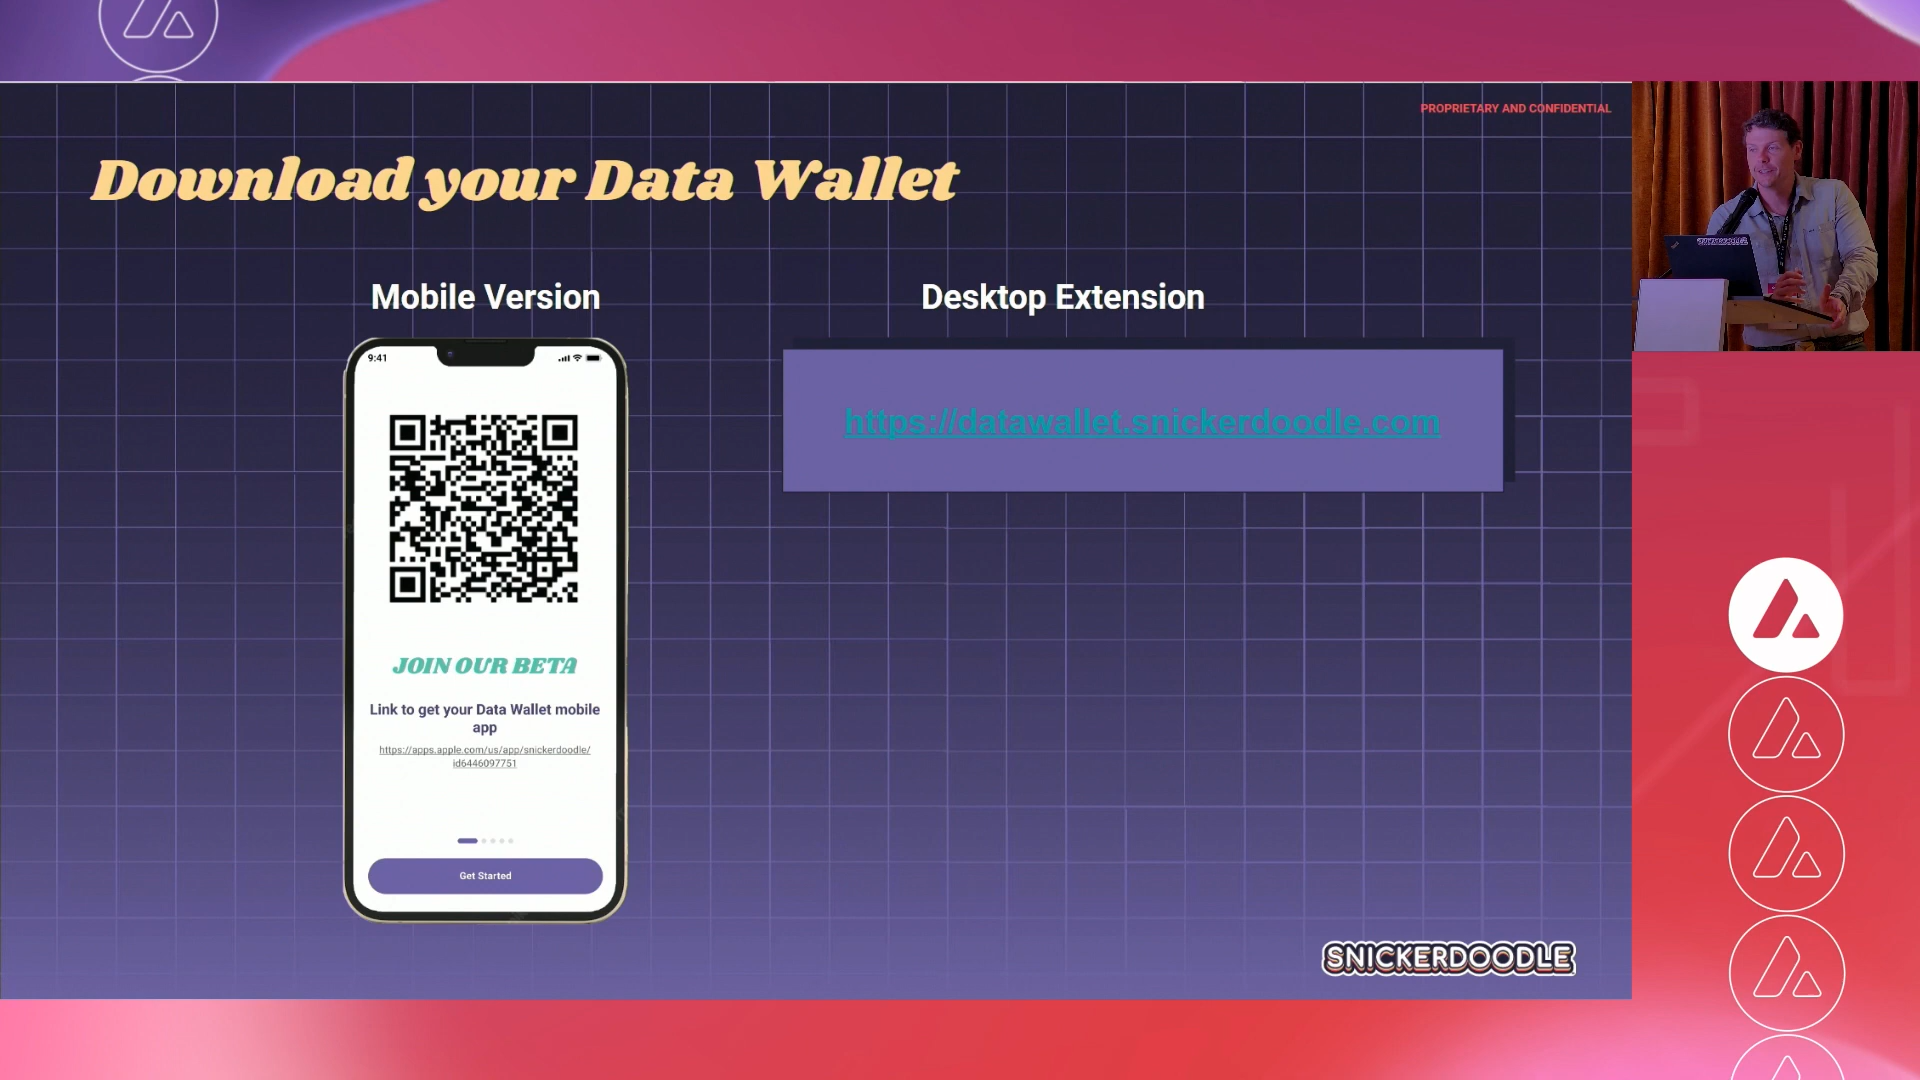 PROPRIETARY AND CONFIDENTIAL
Download your Data Wallet
Mobile Version
Desktop Extension
9:41
https://datawallet.snickerdoodle.com
JOIN OUR BETA
Link to get your Data Wallet mobile
app
https://apps.apple.com/us/app/snickerdoodle/
id6446097751
Get Started
SNICKERDOODLE
SNICKERDOODLE